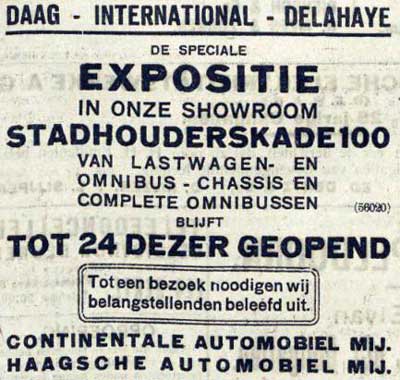 DAAG - INTERNATIONAL - DELAHAYE
DE SPECIALE
EXPOSITIE
IN ONZE SHOWROOM
STADHOUDERSKADE 100
VAN LASTWAGEN- EN
OMNIBUS - CHASSIS EN
COMPLETE OMNIBUSSEN (56020)
BLIJFT
TOT 24 DEZER GEOPEND
Tot een bezoek noodigen wij
belangstellenden beleefd uit.
CONTINENTALE AUTOMOBIEL MIJ.
HAAGSCHE AUTOMOBIEL MIJ.